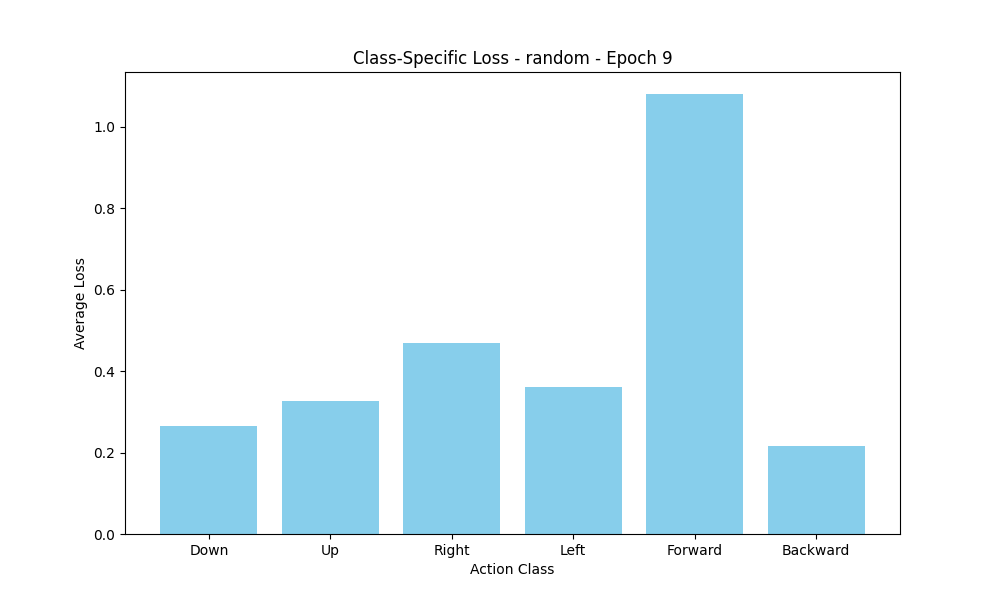 Class-Specific Loss - random - Epoch 9
1.0
0.8
0.6
0.4
0.2
0.0
Average Loss
Down Up Right Left Forward Backward
Action Class